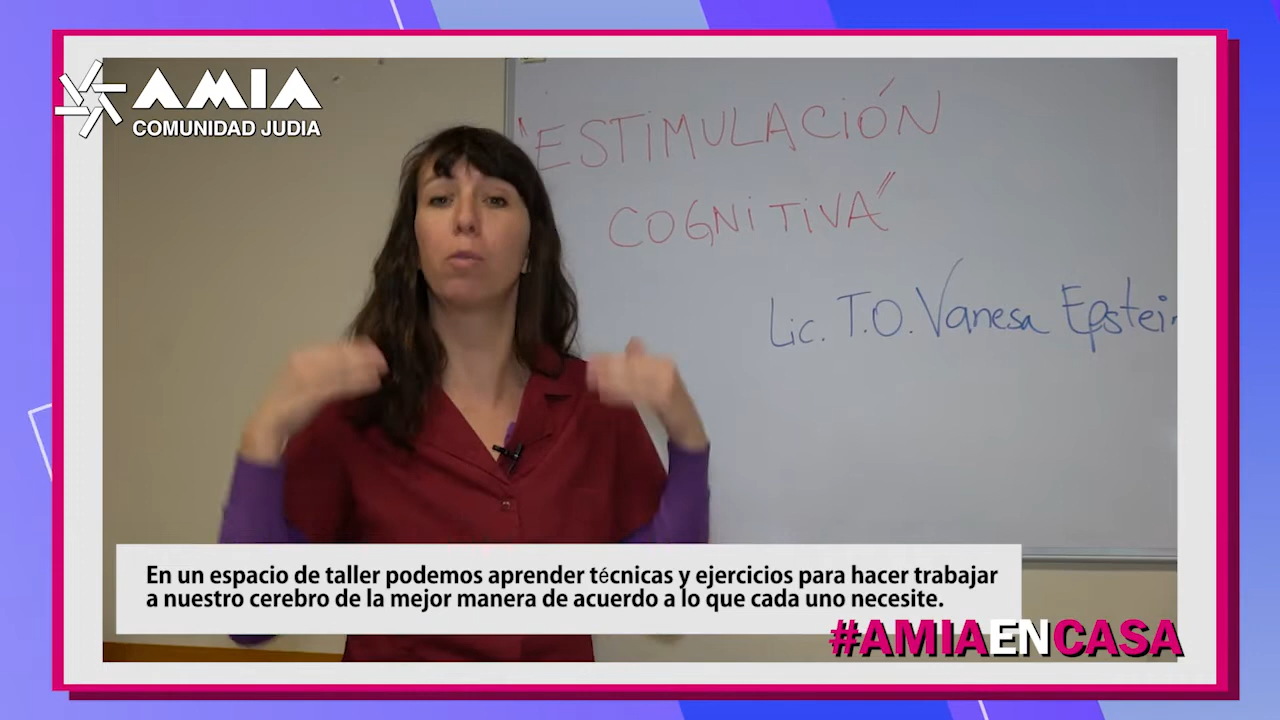 AMIA
COMUNIDAD JUDIA
"ESTIMULACIÓN
COGNITIVA"
Lic. T.O. Vanesa Epstein
En un espacio de taller podemos aprender técnicas y ejercicios para hacer trabajar
a nuestro cerebro de la mejor manera de acuerdo a lo que cada uno necesite.
#AMIAENCASA